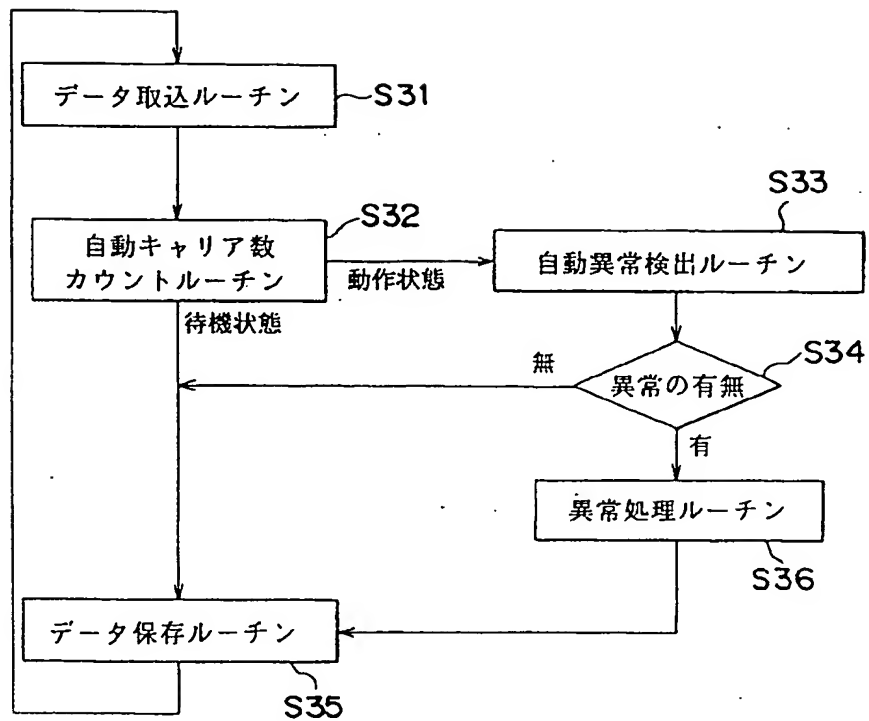 データ取込ルーチン
S31
自動キャリア数
カウントルーチン
S32
動作状態
待機状態
S33
自動異常検出ルーチン
S34
異常の有無
無
有
異常処理ルーチン
S36
データ保存ルーチン
S35